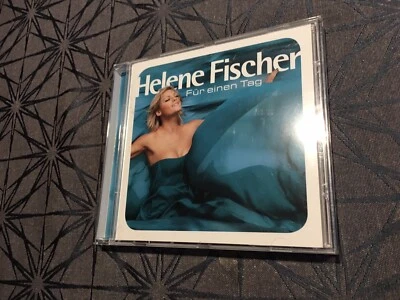 Helene Fischer
Für einen Tag